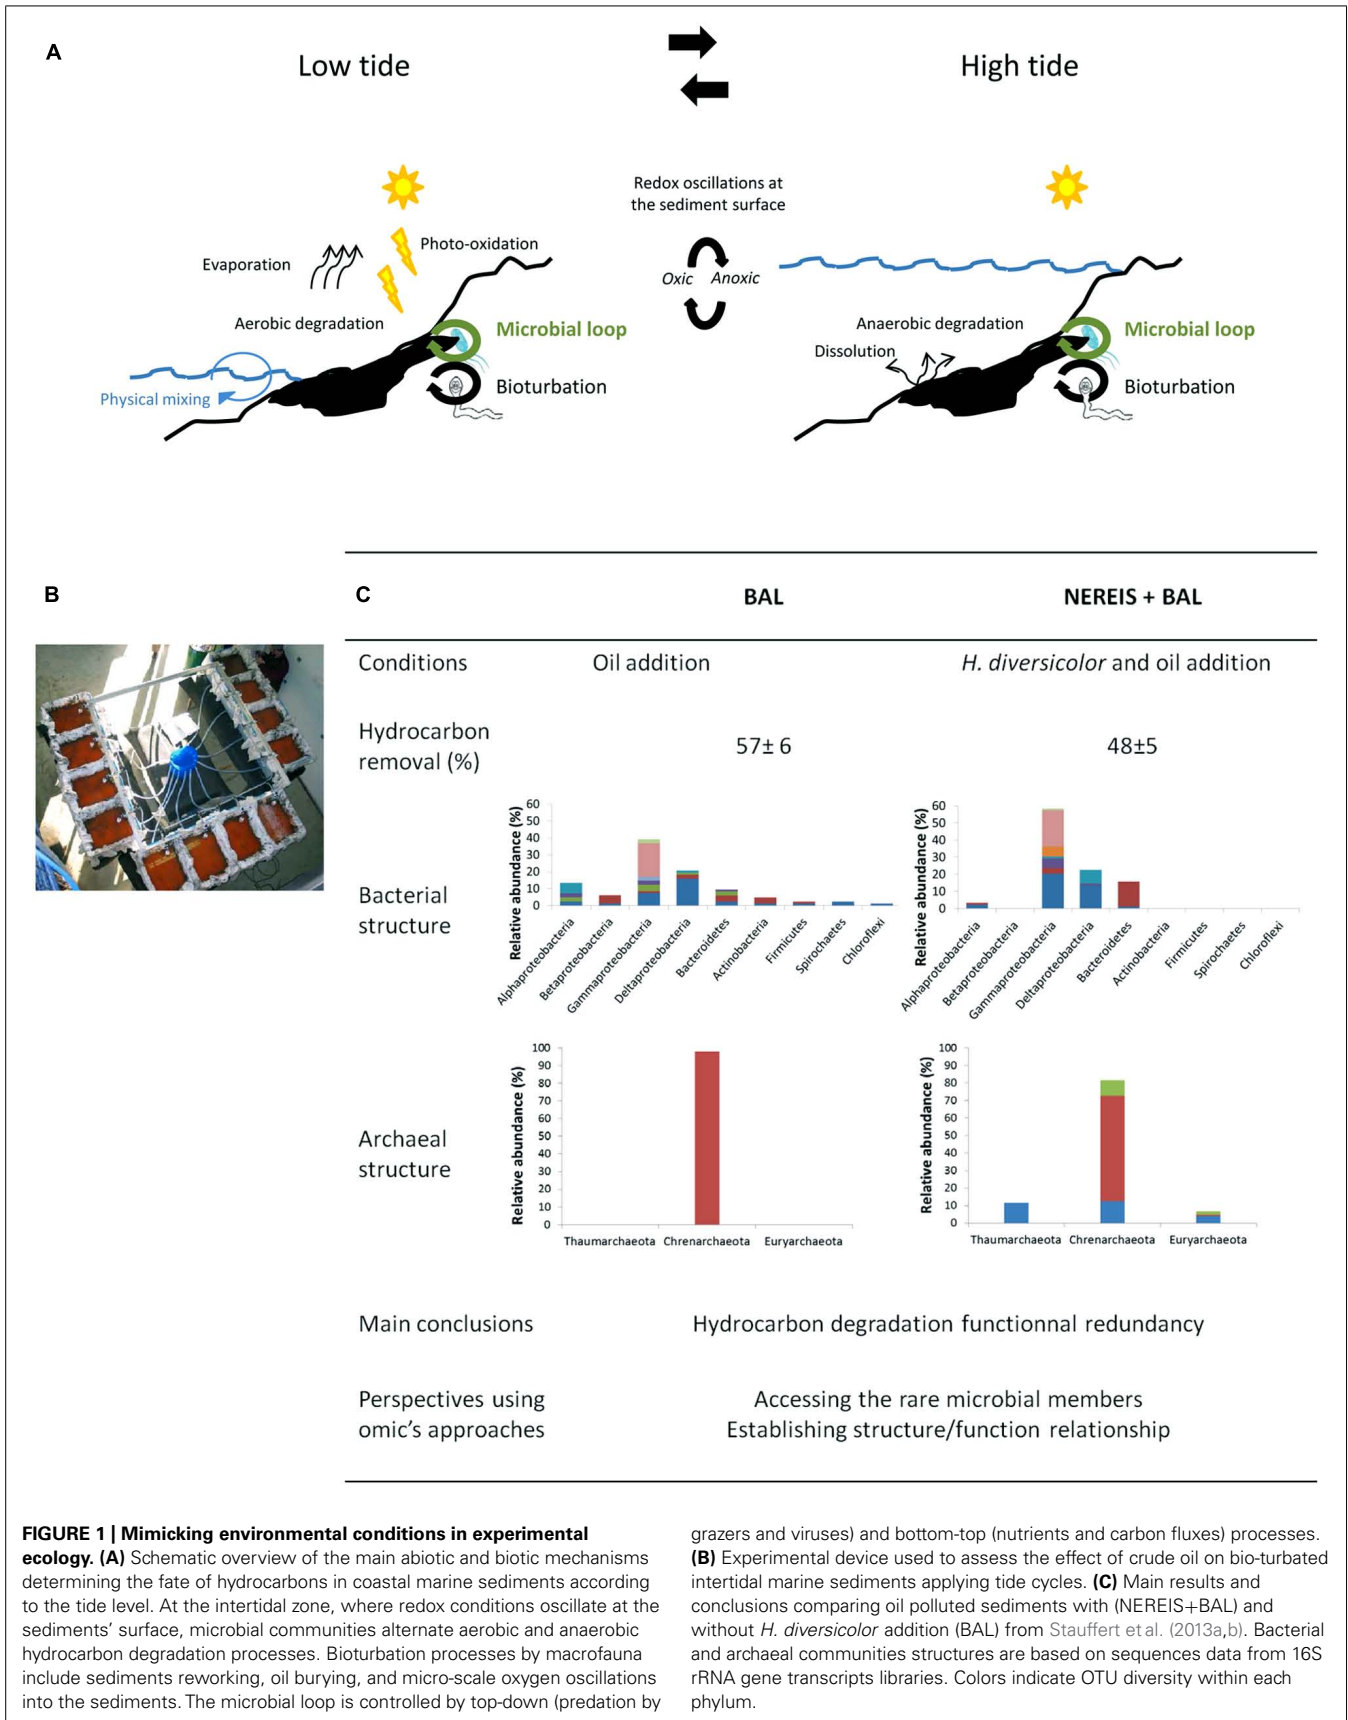 A
Low tide
High tide
Redox oscillations at
the sediment surface
Evaporation
Photo-oxidation
Oxic Anoxic
Aerobic degradation
Microbial loop
Physical mixing
Bioturbation
Anaerobic degradation
Dissolution
Microbial loop
Bioturbation
B
C
BAL
NEREIS + BAL
Conditions
Oil addition
H. diversicolor and oil addition
Hydrocarbon
removal (%)
57± 6
48±5
Bacterial
structure
Relative abundance (%)
60
50
40
30
20
10
0
Alphaproteobacteria
Betaproteobacteria
Gammaproteobacteria
Deltaproteobacteria
Bacteroidetes
Actinobacteria
Firmicutes
Spirochaetes
Chloroflexi
Relative abundance (%)
60
50
40
30
20
10
0
Alphaproteobacteria
Betaproteobacteria
Gammaproteobacteria
Deltaproteobacteria
Bacteroidetes
Actinobacteria
Firmicutes
Spirochaetes
Chloroflexi
Archaeal
structure
Relative abundance (%)
100
90
80
70
60
50
40
30
20
10
0
Thaumarchaeota Chrenarchaeota Euryarchaeota
Relative abundance (%)
100
90
80
70
60
50
40
30
20
10
0
Thaumarchaeota Chrenarchaeota Euryarchaeota
Main conclusions
Hydrocarbon degradation functionnal redundancy
Perspectives using
omic's approaches
Accessing the rare microbial members
Establishing structure/function relationship
FIGURE 1 | Mimicking environmental conditions in experimental
ecology. (A) Schematic overview of the main abiotic and biotic mechanisms
determining the fate of hydrocarbons in coastal marine sediments according
to the tide level. At the intertidal zone, where redox conditions oscillate at the
sediments' surface, microbial communities alternate aerobic and anaerobic
hydrocarbon degradation processes. Bioturbation processes by macrofauna
include sediments reworking, oil burying, and micro-scale oxygen oscillations
into the sediments. The microbial loop is controlled by top-down (predation by
grazers and viruses) and bottom-top (nutrients and carbon fluxes) processes.
(B) Experimental device used to assess the effect of crude oil on bio-turbated
intertidal marine sediments applying tide cycles. (C) Main results and
conclusions comparing oil polluted sediments with (NEREIS+BAL) and
without H. diversicolor addition (BAL) from Stauffert et al. (2013a,b). Bacterial
and archaeal communities structures are based on sequences data from 16S
rRNA gene transcripts libraries. Colors indicate OTU diversity within each
phylum.